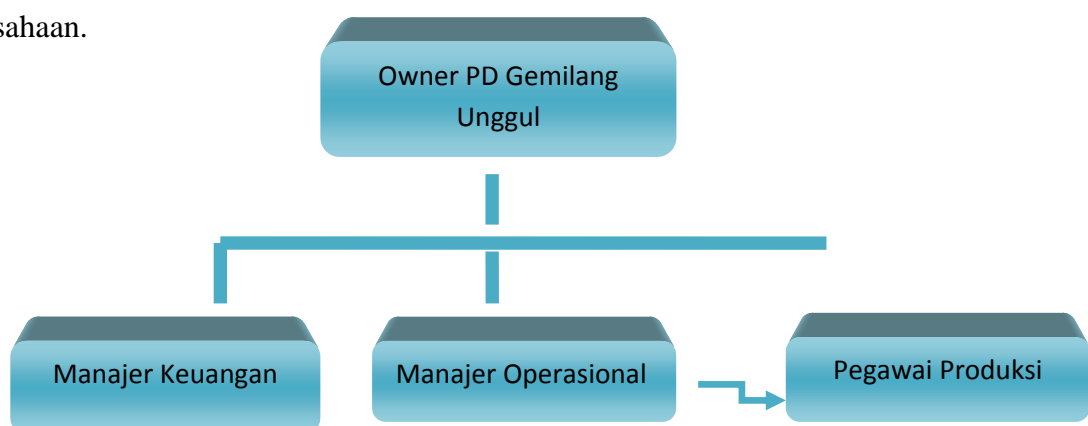 sahaan.
Owner PD Gemilang
Unggul
Manajer Keuangan
Manajer Operasional
Pegawai Produksi